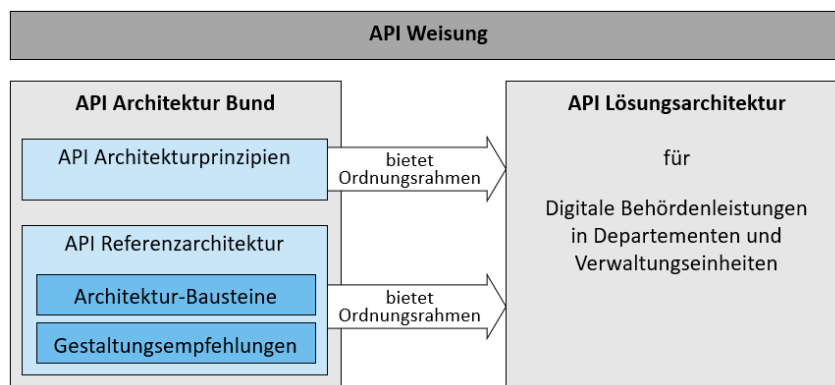 API Weisung
API Architektur Bund
API Architekturprinzipien
bietet
Ordnungsrahmen
API Referenzarchitektur
Architektur-Bausteine
Gestaltungsempfehlungen
bietet
Ordnungsrahmen
API Lösungsarchitektur
für
Digitale Behördenleistungen
in Departementen und
Verwaltungseinheiten